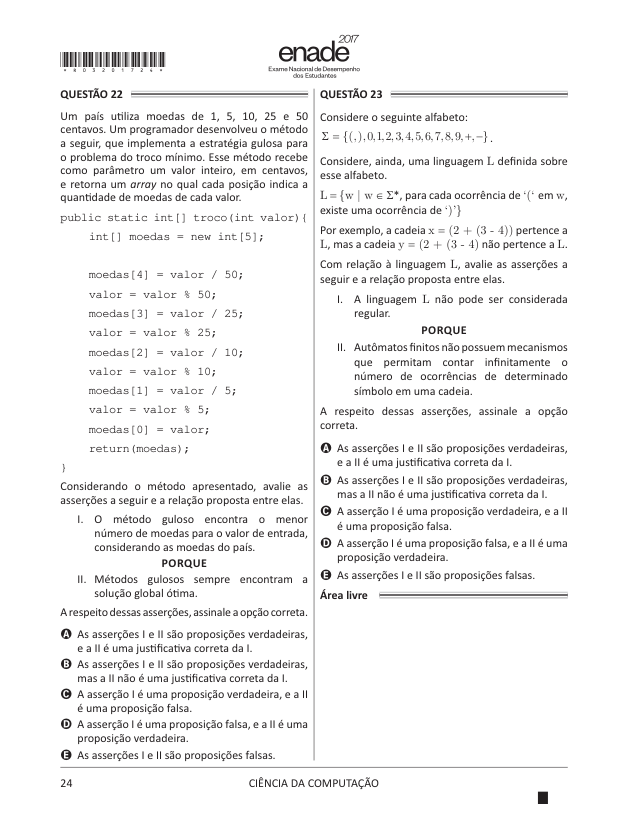 2017
enade
Exame Nacional de Desempenho
dos Estudantes
* R 0 3 2 0 1 7 2 4 *
QUESTÃO 22
Um país utiliza moedas de 1, 5, 10, 25 e 50
centavos. Um programador desenvolveu o método
a seguir, que implementa a estratégia gulosa para
o problema do troco mínimo. Esse método recebe
como parâmetro um valor inteiro, em centavos,
e retorna um array no qual cada posição indica a
quantidade de moedas de cada valor.
public static int[] troco(int valor){
int[] moedas = new int[5];
moedas[4] = valor / 50;
valor = valor % 50;
moedas[3] = valor / 25;
valor = valor % 25;
moedas[2] = valor / 10;
valor = valor % 10;
moedas[1] = valor / 5;
valor = valor % 5;
moedas[0] = valor;
return(moedas);
}
Considerando o método apresentado, avalie as
asserções a seguir e a relação proposta entre elas.
I. O método guloso encontra o menor
número de moedas para o valor de entrada,
considerando as moedas do país.
PORQUE
II. Métodos gulosos sempre encontram a
solução global ótima.
A respeito dessas asserções, assinale a opção correta.
A As asserções I e II são proposições verdadeiras,
e a II é uma justificativa correta da I.
B As asserções I e II são proposições verdadeiras,
mas a II não é uma justificativa correta da I.
C A asserção I é uma proposição verdadeira, e a II
é uma proposição falsa.
D A asserção I é uma proposição falsa, e a II é uma
proposição verdadeira.
E As asserções I e II são proposições falsas.
QUESTÃO 23
Considere o seguinte alfabeto:
Σ = {(,),0,1,2,3,4,5,6,7,8,9,+,−}.
Considere, ainda, uma linguagem L definida sobre
esse alfabeto.
L = {w | w ∈ Σ*, para cada ocorrência de ‘(‘ em w,
existe uma ocorrência de ‘)’}
Por exemplo, a cadeia x = (2 + (3 - 4)) pertence a
L, mas a cadeia y = (2 + (3 - 4) não pertence a L.
Com relação à linguagem L, avalie as asserções a
seguir e a relação proposta entre elas.
I. A linguagem L não pode ser considerada
regular.
PORQUE
II. Autômatos finitos não possuem mecanismos
que permitam contar infinitamente o
número de ocorrências de determinado
símbolo em uma cadeia.
A respeito dessas asserções, assinale a opção
correta.
A As asserções I e II são proposições verdadeiras,
e a II é uma justificativa correta da I.
B As asserções I e II são proposições verdadeiras,
mas a II não é uma justificativa correta da I.
C A asserção I é uma proposição verdadeira, e a II
é uma proposição falsa.
D A asserção I é uma proposição falsa, e a II é uma
proposição verdadeira.
E As asserções I e II são proposições falsas.
Área livre
24
CIÊNCIA DA COMPUTAÇÃO